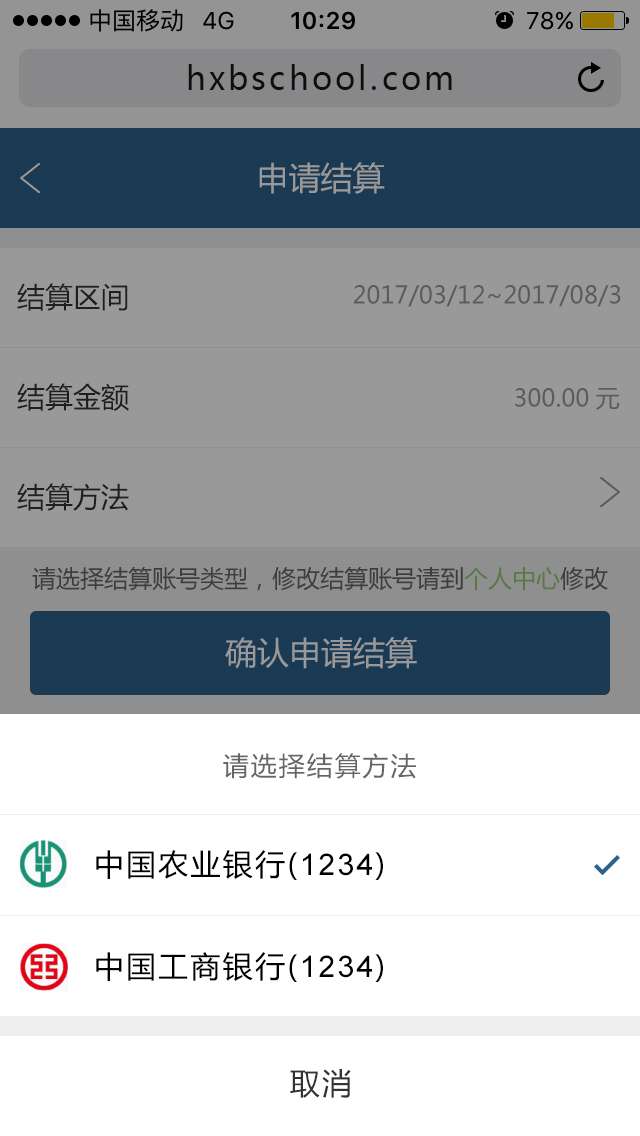 中国移动 4G 10:29 78%
hxbschool.com
申请结算
结算区间 2017/03/12~2017/08/3
结算金额 300.00 元
结算方法
请选择结算账号类型，修改结算账号请到个人中心修改
确认申请结算
请选择结算方法
中国农业银行(1234)
中国工商银行(1234)
取消